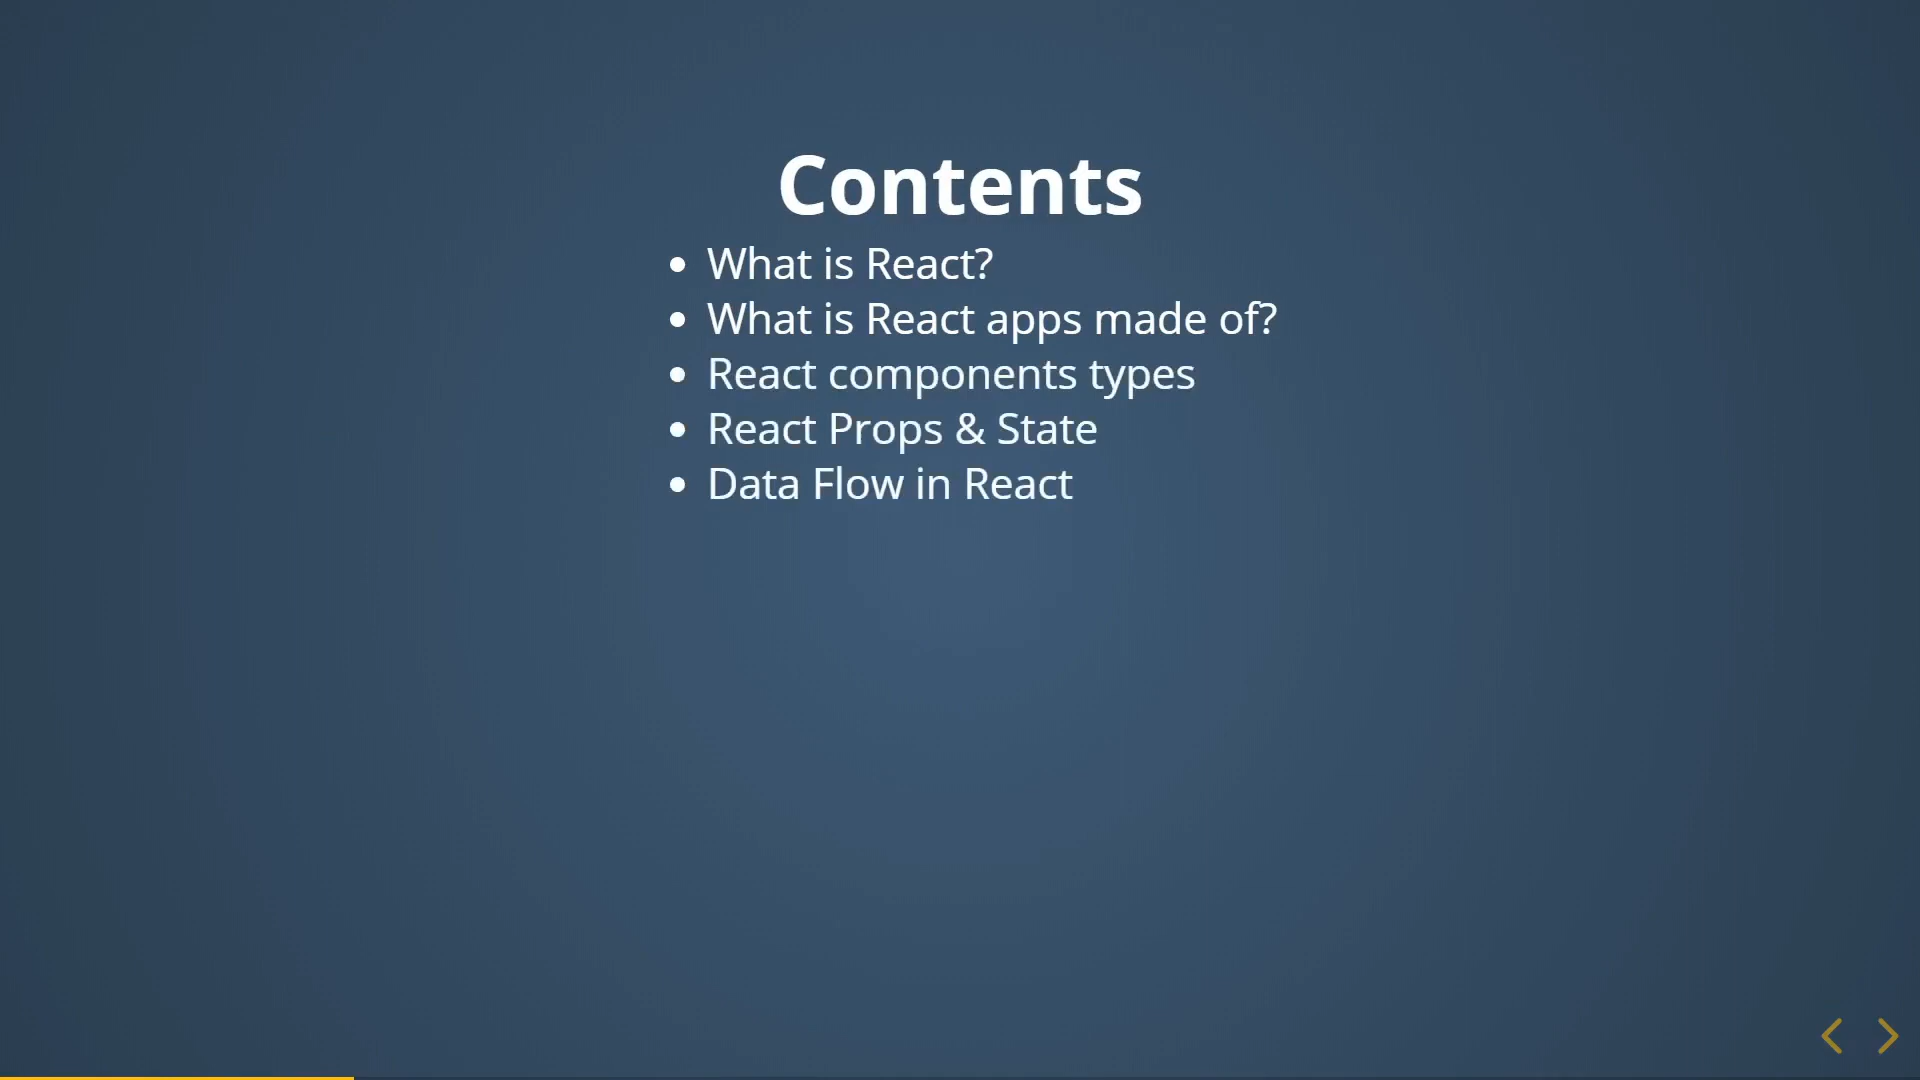 Contents
What is React?
What is React apps made of?
React components types
React Props & State
Data Flow in React